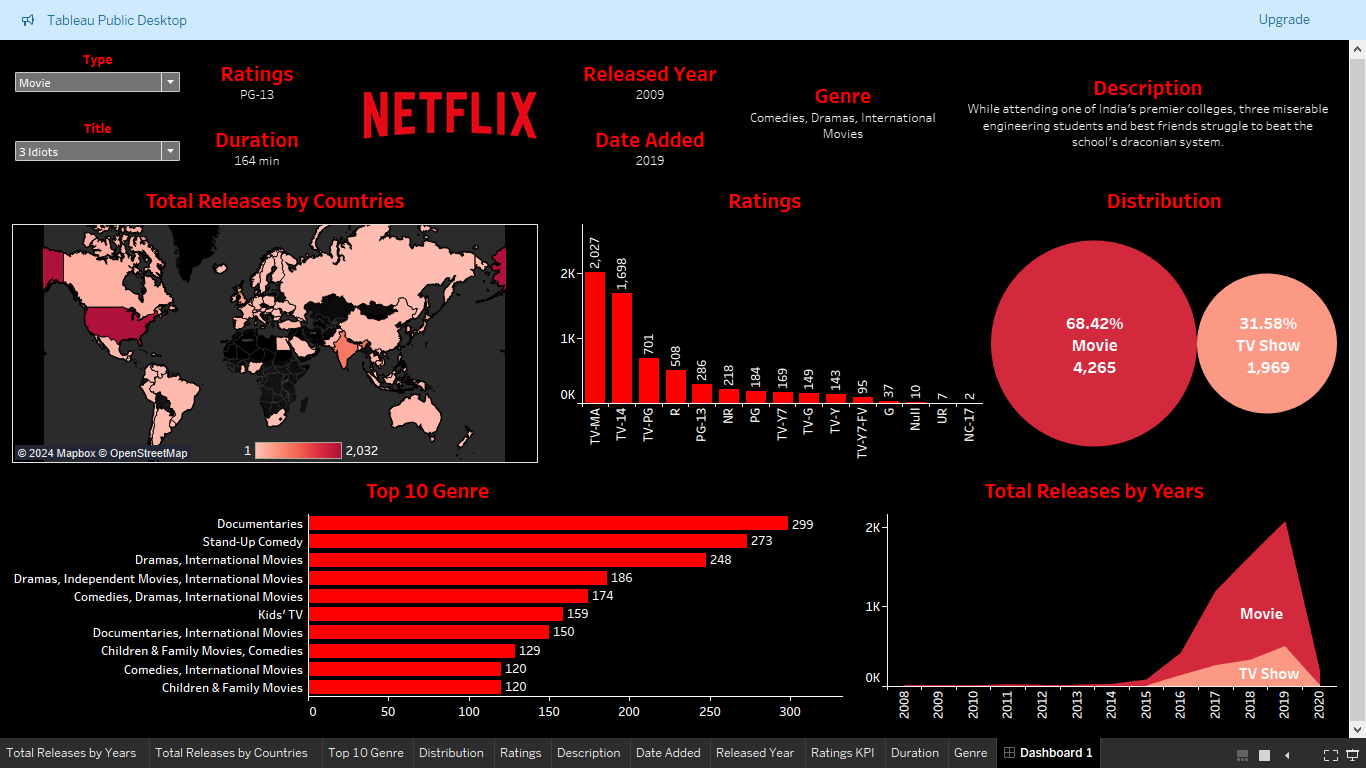 Tableau Public Desktop
Upgrade
Type
Movie
Title
3 Idiots
Ratings
PG-13
Duration
164 min
NETFLIX
Released Year
2009
Date Added
2019
Genre
Comedies, Dramas, International
Movies
Description
While attending one of India's premier colleges, three miserable
engineering students and best friends struggle to beat the
school's draconian system.
Total Releases by Countries
© 2024 Mapbox © OpenStreetMap
1
2,032
Ratings
2K
1K
0K
2,027
1,698
701
508
286
218
184
169
149
143
95
37
10
7
2
TV-MA
TV-14
TV-PG
R
PG-13
NR
PG
TV-Y7
TV-G
TV-Y
TV-Y7-FV
G
Null
UR
NC-17
Distribution
68.42%
Movie
4,265
31.58%
TV Show
1,969
Top 10 Genre
Documentaries
299
Stand-Up Comedy
273
Dramas, International Movies
248
Dramas, Independent Movies, International Movies
186
Comedies, Dramas, International Movies
174
Kids' TV
159
Documentaries, International Movies
150
Children & Family Movies, Comedies
129
Comedies, International Movies
120
Children & Family Movies
120
0
50
100
150
200
250
300
Total Releases by Years
2K
1K
0K
Movie
TV Show
2008
2009
2010
2011
2012
2013
2014
2015
2016
2017
2018
2019
2020
Total Releases by Years
Total Releases by Countries
Top 10 Genre
Distribution
Ratings
Description
Date Added
Released Year
Ratings KPI
Duration
Genre
Dashboard 1